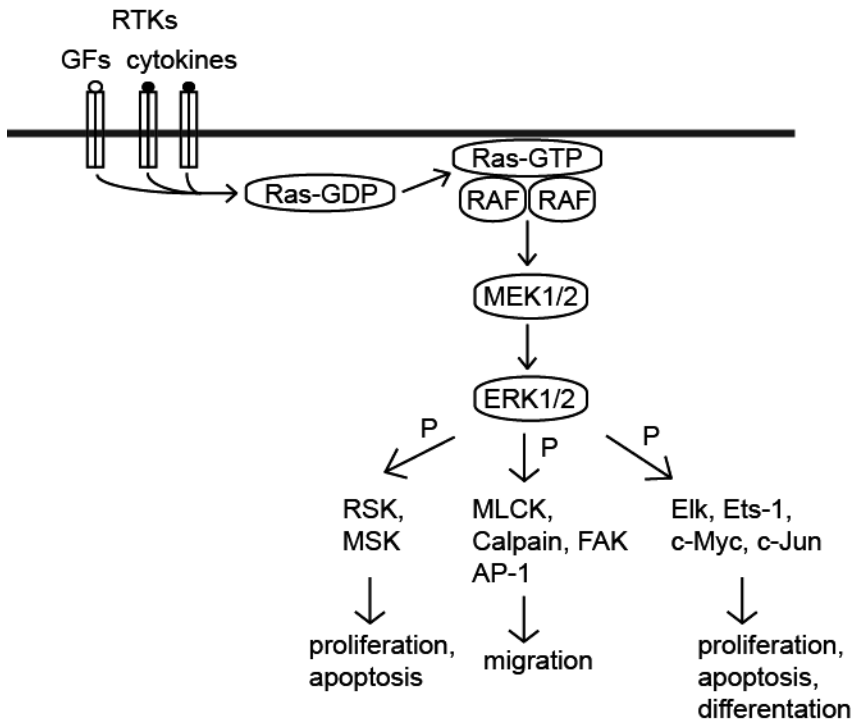 RTKs
GFs cytokines
Ras-GDP
Ras-GTP
RAF RAF
MEK1/2
ERK1/2
P P P
RSK,
MSK
MLCK,
Calpain, FAK
AP-1
Elk, Ets-1,
c-Myc, c-Jun
proliferation,
apoptosis
migration
proliferation,
apoptosis,
differentation